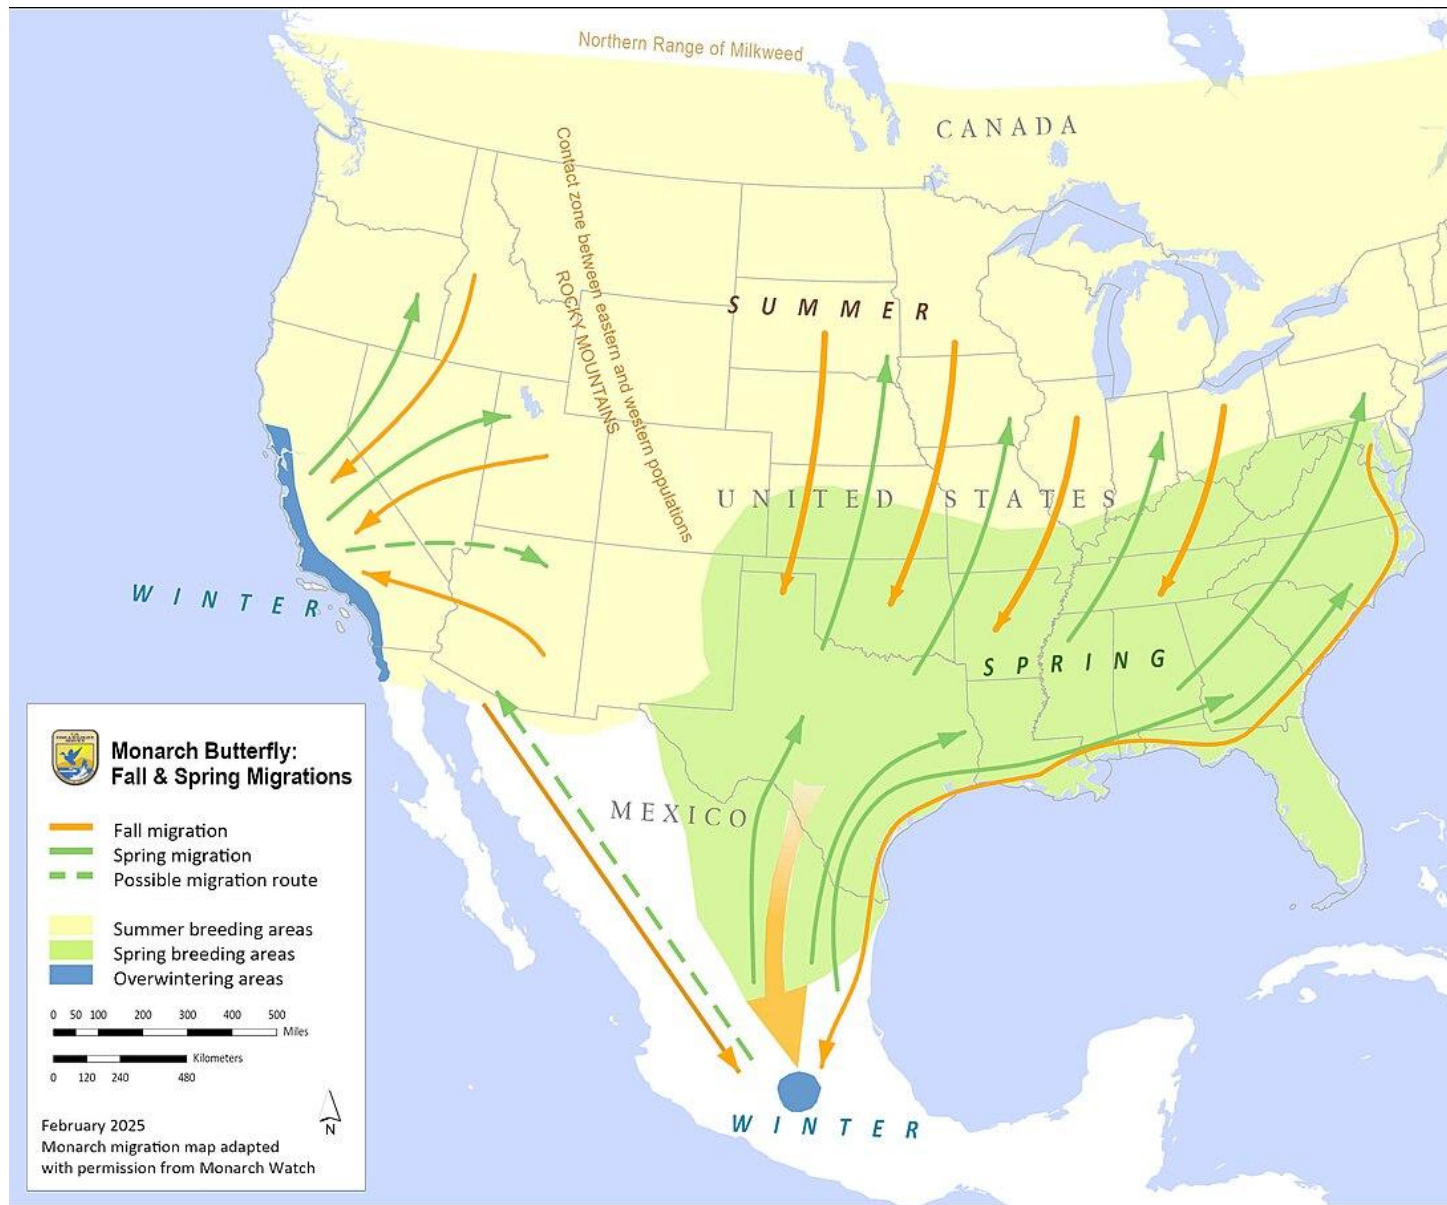 Northern Range of Milkweed
CANADA
Contact zone between eastern and western populations
ROCKY MOUNTAINS
SUMMER
UNITED STATES
WINTER
SPRING
MEXICO
WINTER
Monarch Butterfly:
Fall & Spring Migrations
Fall migration
Spring migration
Possible migration route
Summer breeding areas
Spring breeding areas
Overwintering areas
0 50 100 200 300 400 500
Miles
Kilometers
0 120 240 480
February 2025
Monarch migration map adapted
with permission from Monarch Watch
N